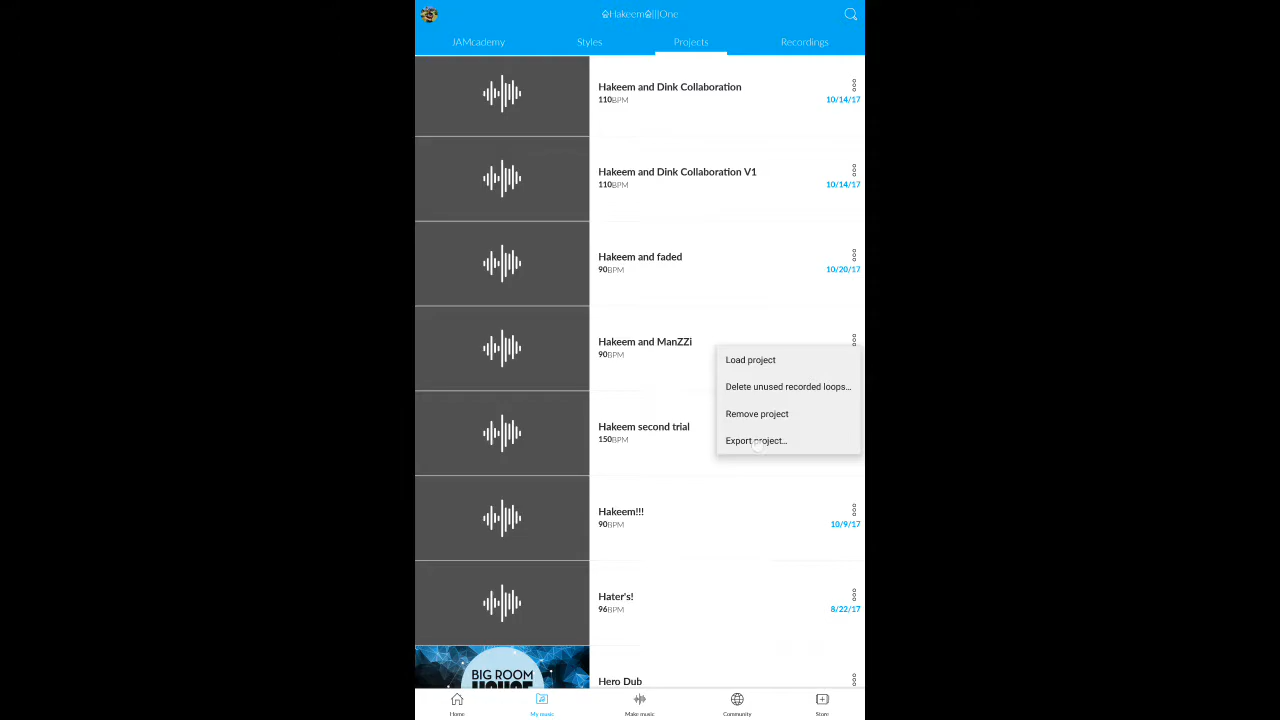 ⌂Hakeem⌂|||One
JAMcademy Styles Projects Recordings
Hakeem and Dink Collaboration
110BPM 10/14/17
Hakeem and Dink Collaboration V1
110BPM 10/14/17
Hakeem and faded
90BPM 10/20/17
Hakeem and ManZZi
90BPM
Load project
Delete unused recorded loops...
Remove project
Export project...
Hakeem second trial
150BPM
Hakeem!!!
90BPM 10/9/17
Hater's!
96BPM 8/22/17
BIG ROOM
Hero Dub
Home My music Make music Community Store